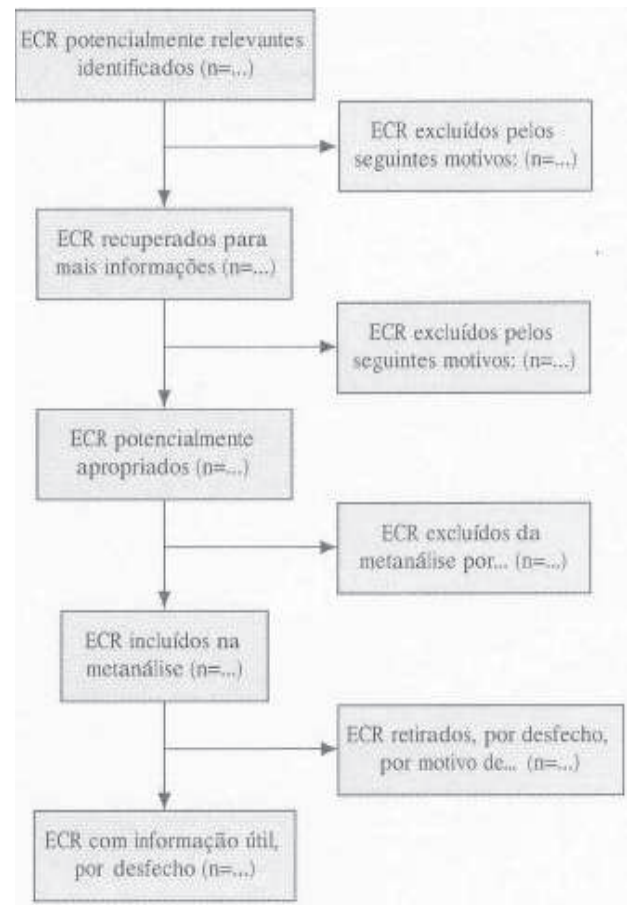 ECR potencialmente relevantes
identificados (n=...)
ECR excluídos pelos
seguintes motivos: (n=...)
ECR recuperados para
mais informações (n=...)
ECR excluídos pelos
seguintes motivos: (n=...)
ECR potencialmente
apropriados (n=...)
ECR excluídos da
metanálise por... (n=...)
ECR incluídos na
metanálise (n=...)
ECR retirados, por desfecho,
por motivo de... (n=...)
ECR com informação útil,
por desfecho (n=...)